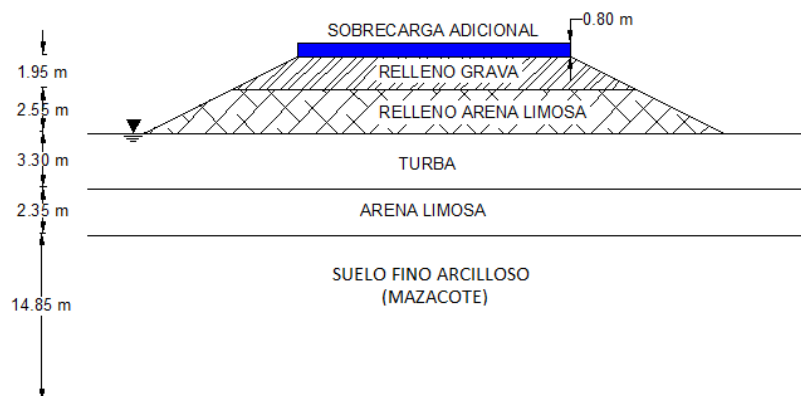 SOBRECARGA ADICIONAL
0.80 m
1.95 m
RELLENO GRAVA
2.55 m
RELLENO ARENA LIMOSA
3.30 m
TURBA
2.35 m
ARENA LIMOSA
14.85 m
SUELO FINO ARCILLOSO
(MAZACOTE)